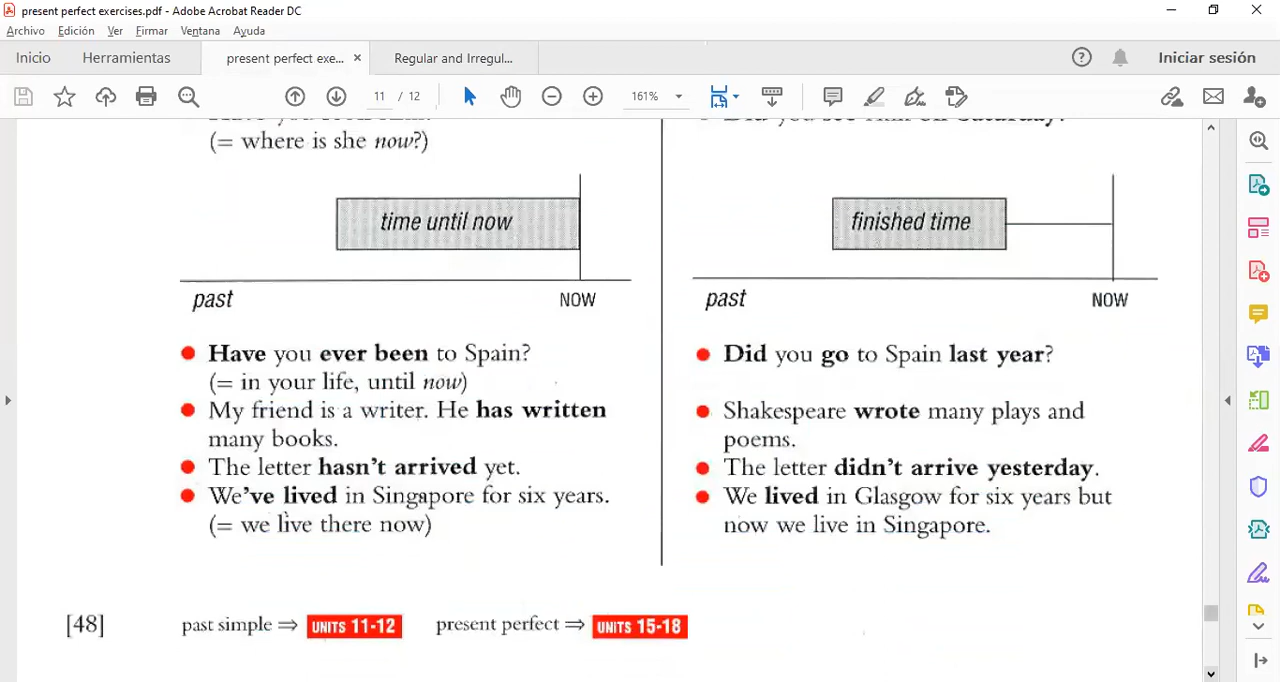 present perfect exercises.pdf - Adobe Acrobat Reader DC
Archivo Edición Ver Firmar Ventana Ayuda
Inicio Herramientas present perfect exe... × Regular and Irregul... Iniciar sesión
11 / 12 161%
(= where is she now?)
Did you see Ann on Saturday?
time until now
past NOW
Have you ever been to Spain?
(= in your life, until now)
My friend is a writer. He has written
many books.
The letter hasn't arrived yet.
We've lived in Singapore for six years.
(= we live there now)
finished time
past NOW
Did you go to Spain last year?
Shakespeare wrote many plays and
poems.
The letter didn't arrive yesterday.
We lived in Glasgow for six years but
now we live in Singapore.
[48] past simple ⇒ UNITS 11-12 present perfect ⇒ UNITS 15-18